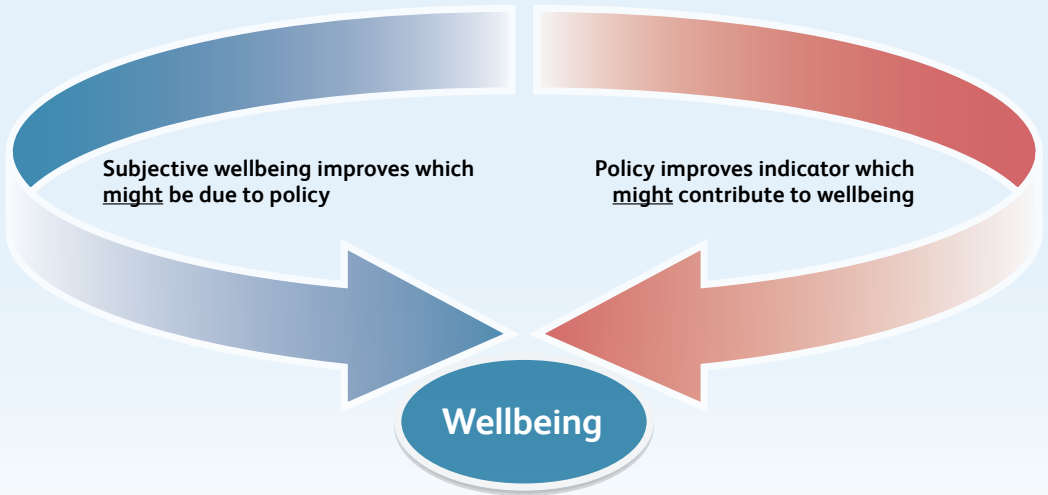 Subjective wellbeing improves which
might be due to policy
Policy improves indicator which
might contribute to wellbeing
Wellbeing